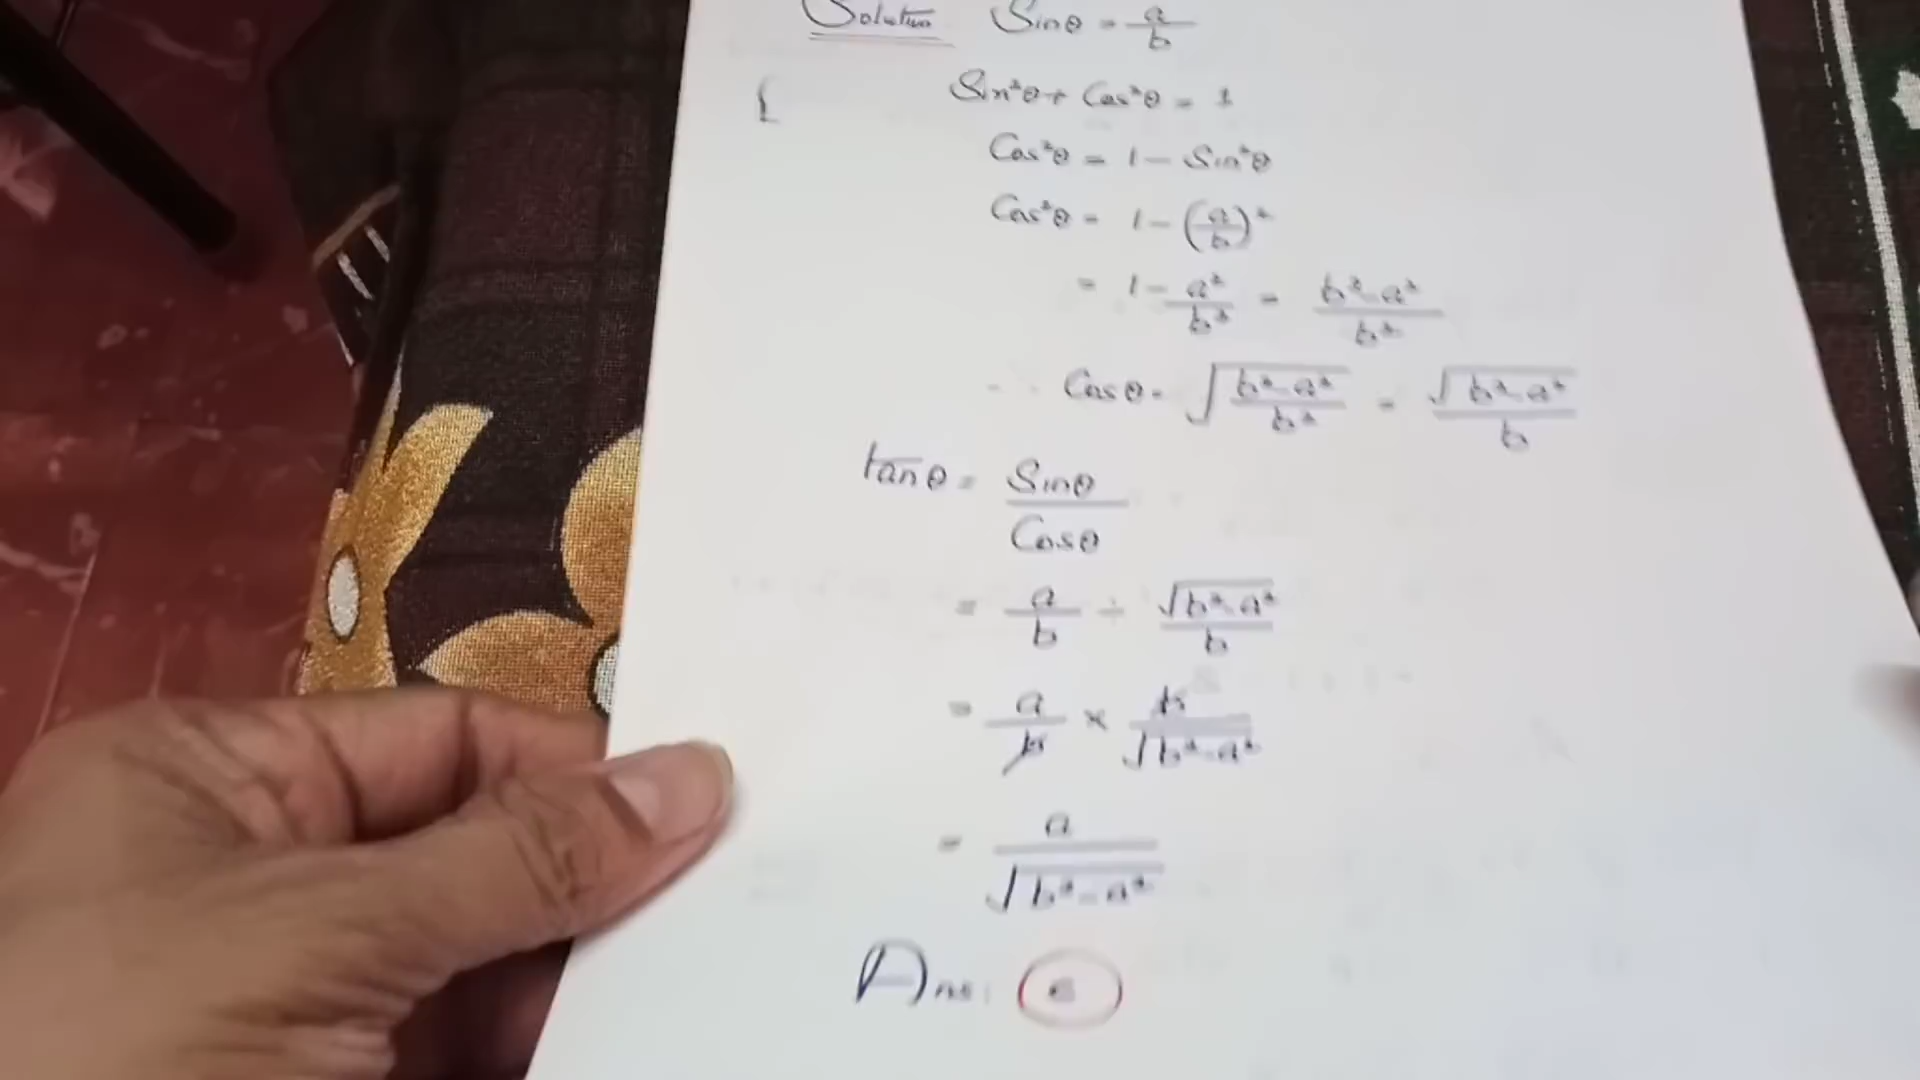 Solution Sinθ = a/b
Sin²θ + Cos²θ = 1
Cos²θ = 1 - Sin²θ
Cos²θ = 1 - (a/b)²
= 1 - a²/b² = b²-a²/b²
Cosθ = √(b²-a²/b²) = √(b²-a²)/b
tanθ = Sinθ/Cosθ
= a/b ÷ √(b²-a²)/b
= a/b × b/√(b²-a²)
= a/√(b²-a²)
Ans: